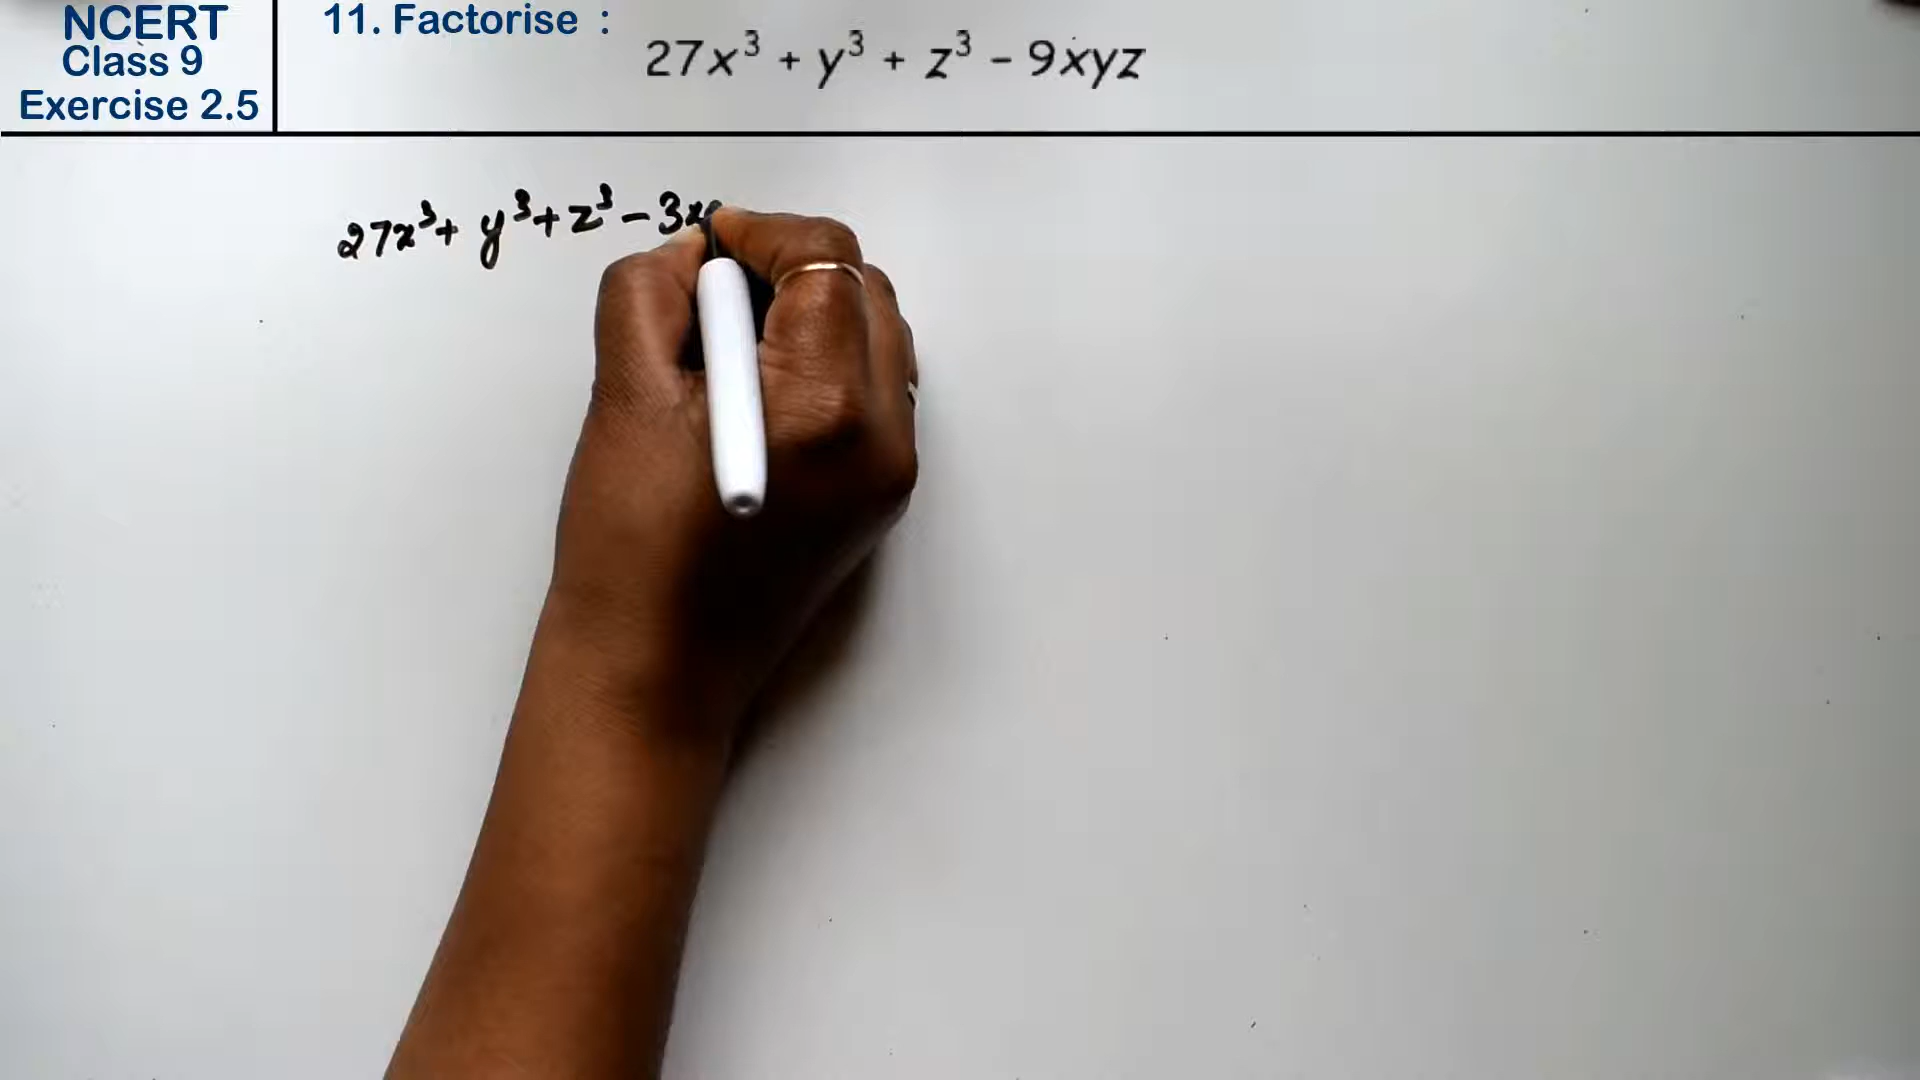 NCERT
Class 9
Exercise 2.5
11. Factorise :
27x³ + y³ + z³ - 9xyz
27x³ + y³ + z³ - 3x